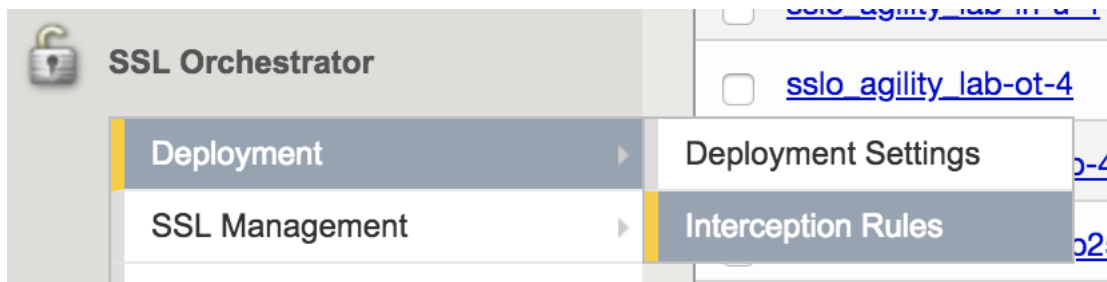 SSL Orchestrator
sslo_agility_lab-ot-4
Deployment
Deployment Settings
SSL Management
Interception Rules